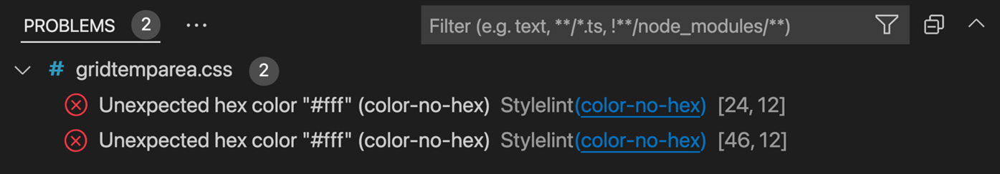 PROBLEMS 2 ··· Filter (e.g. text, **/*.ts, !**/node_modules/**)
# gridtemparea.css 2
Unexpected hex color "#fff" (color-no-hex) Stylelint(color-no-hex) [24, 12]
Unexpected hex color "#fff" (color-no-hex) Stylelint(color-no-hex) [46, 12]